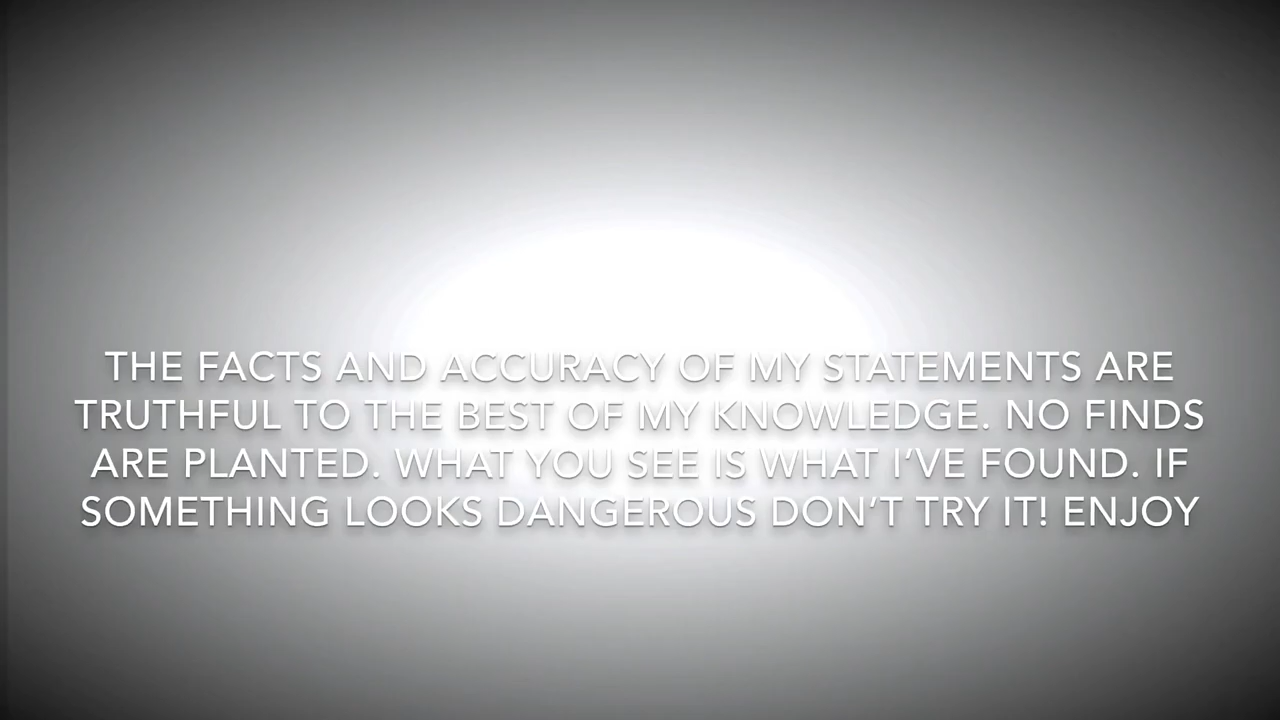 THE FACTS AND ACCURACY OF MY STATEMENTS ARE
TRUTHFUL TO THE BEST OF MY KNOWLEDGE. NO FINDS
ARE PLANTED. WHAT YOU SEE IS WHAT I’VE FOUND. IF
SOMETHING LOOKS DANGEROUS DON’T TRY IT! ENJOY